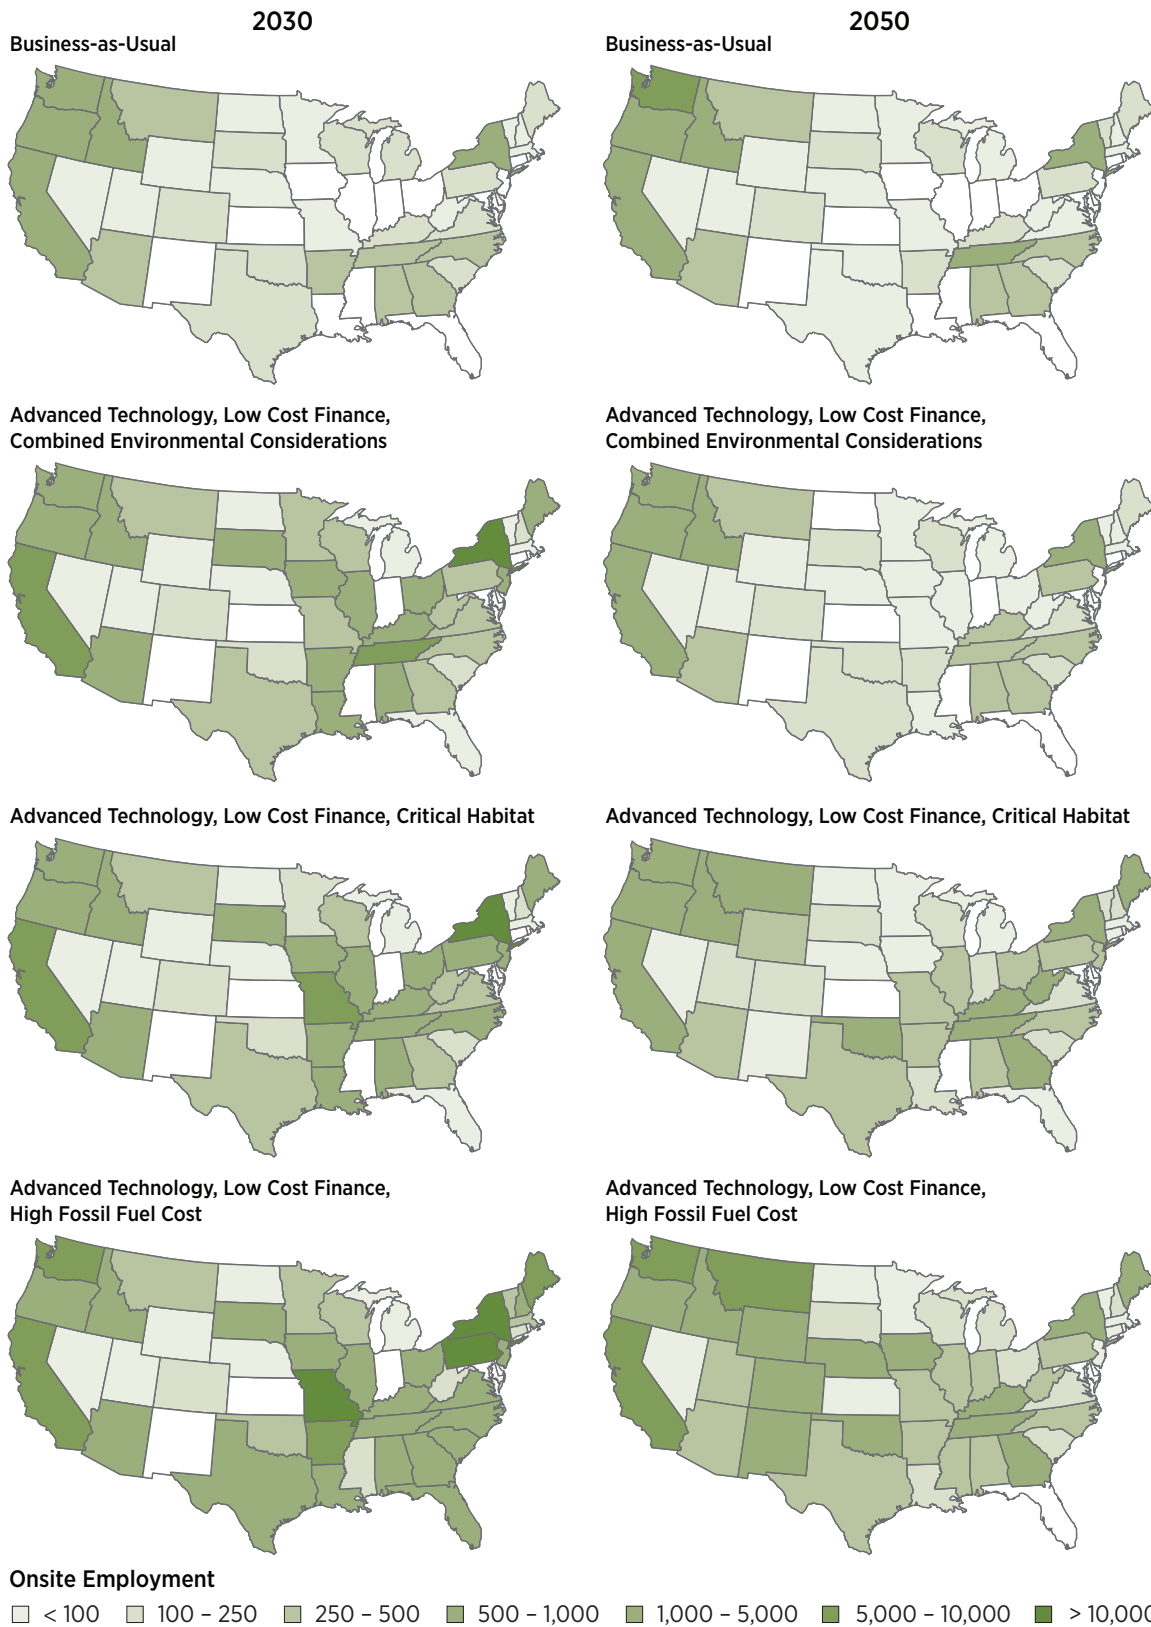 2030
2050
Business-as-Usual
Business-as-Usual
Advanced Technology, Low Cost Finance,
Combined Environmental Considerations
Advanced Technology, Low Cost Finance,
Combined Environmental Considerations
Advanced Technology, Low Cost Finance, Critical Habitat
Advanced Technology, Low Cost Finance, Critical Habitat
Advanced Technology, Low Cost Finance,
High Fossil Fuel Cost
Advanced Technology, Low Cost Finance,
High Fossil Fuel Cost
Onsite Employment
< 100 100 – 250 250 – 500 500 – 1,000 1,000 – 5,000 5,000 – 10,000 > 10,000